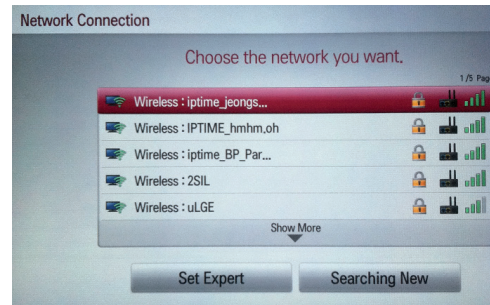 Network Connection
Choose the network you want.
1/5 Pag
Wireless : iptime_jeongs...
Wireless : IPTIME_hmhm,oh
Wireless : iptime_BP_Par...
Wireless : 2SIL
Wireless : uLGE
Show More
Set Expert
Searching New